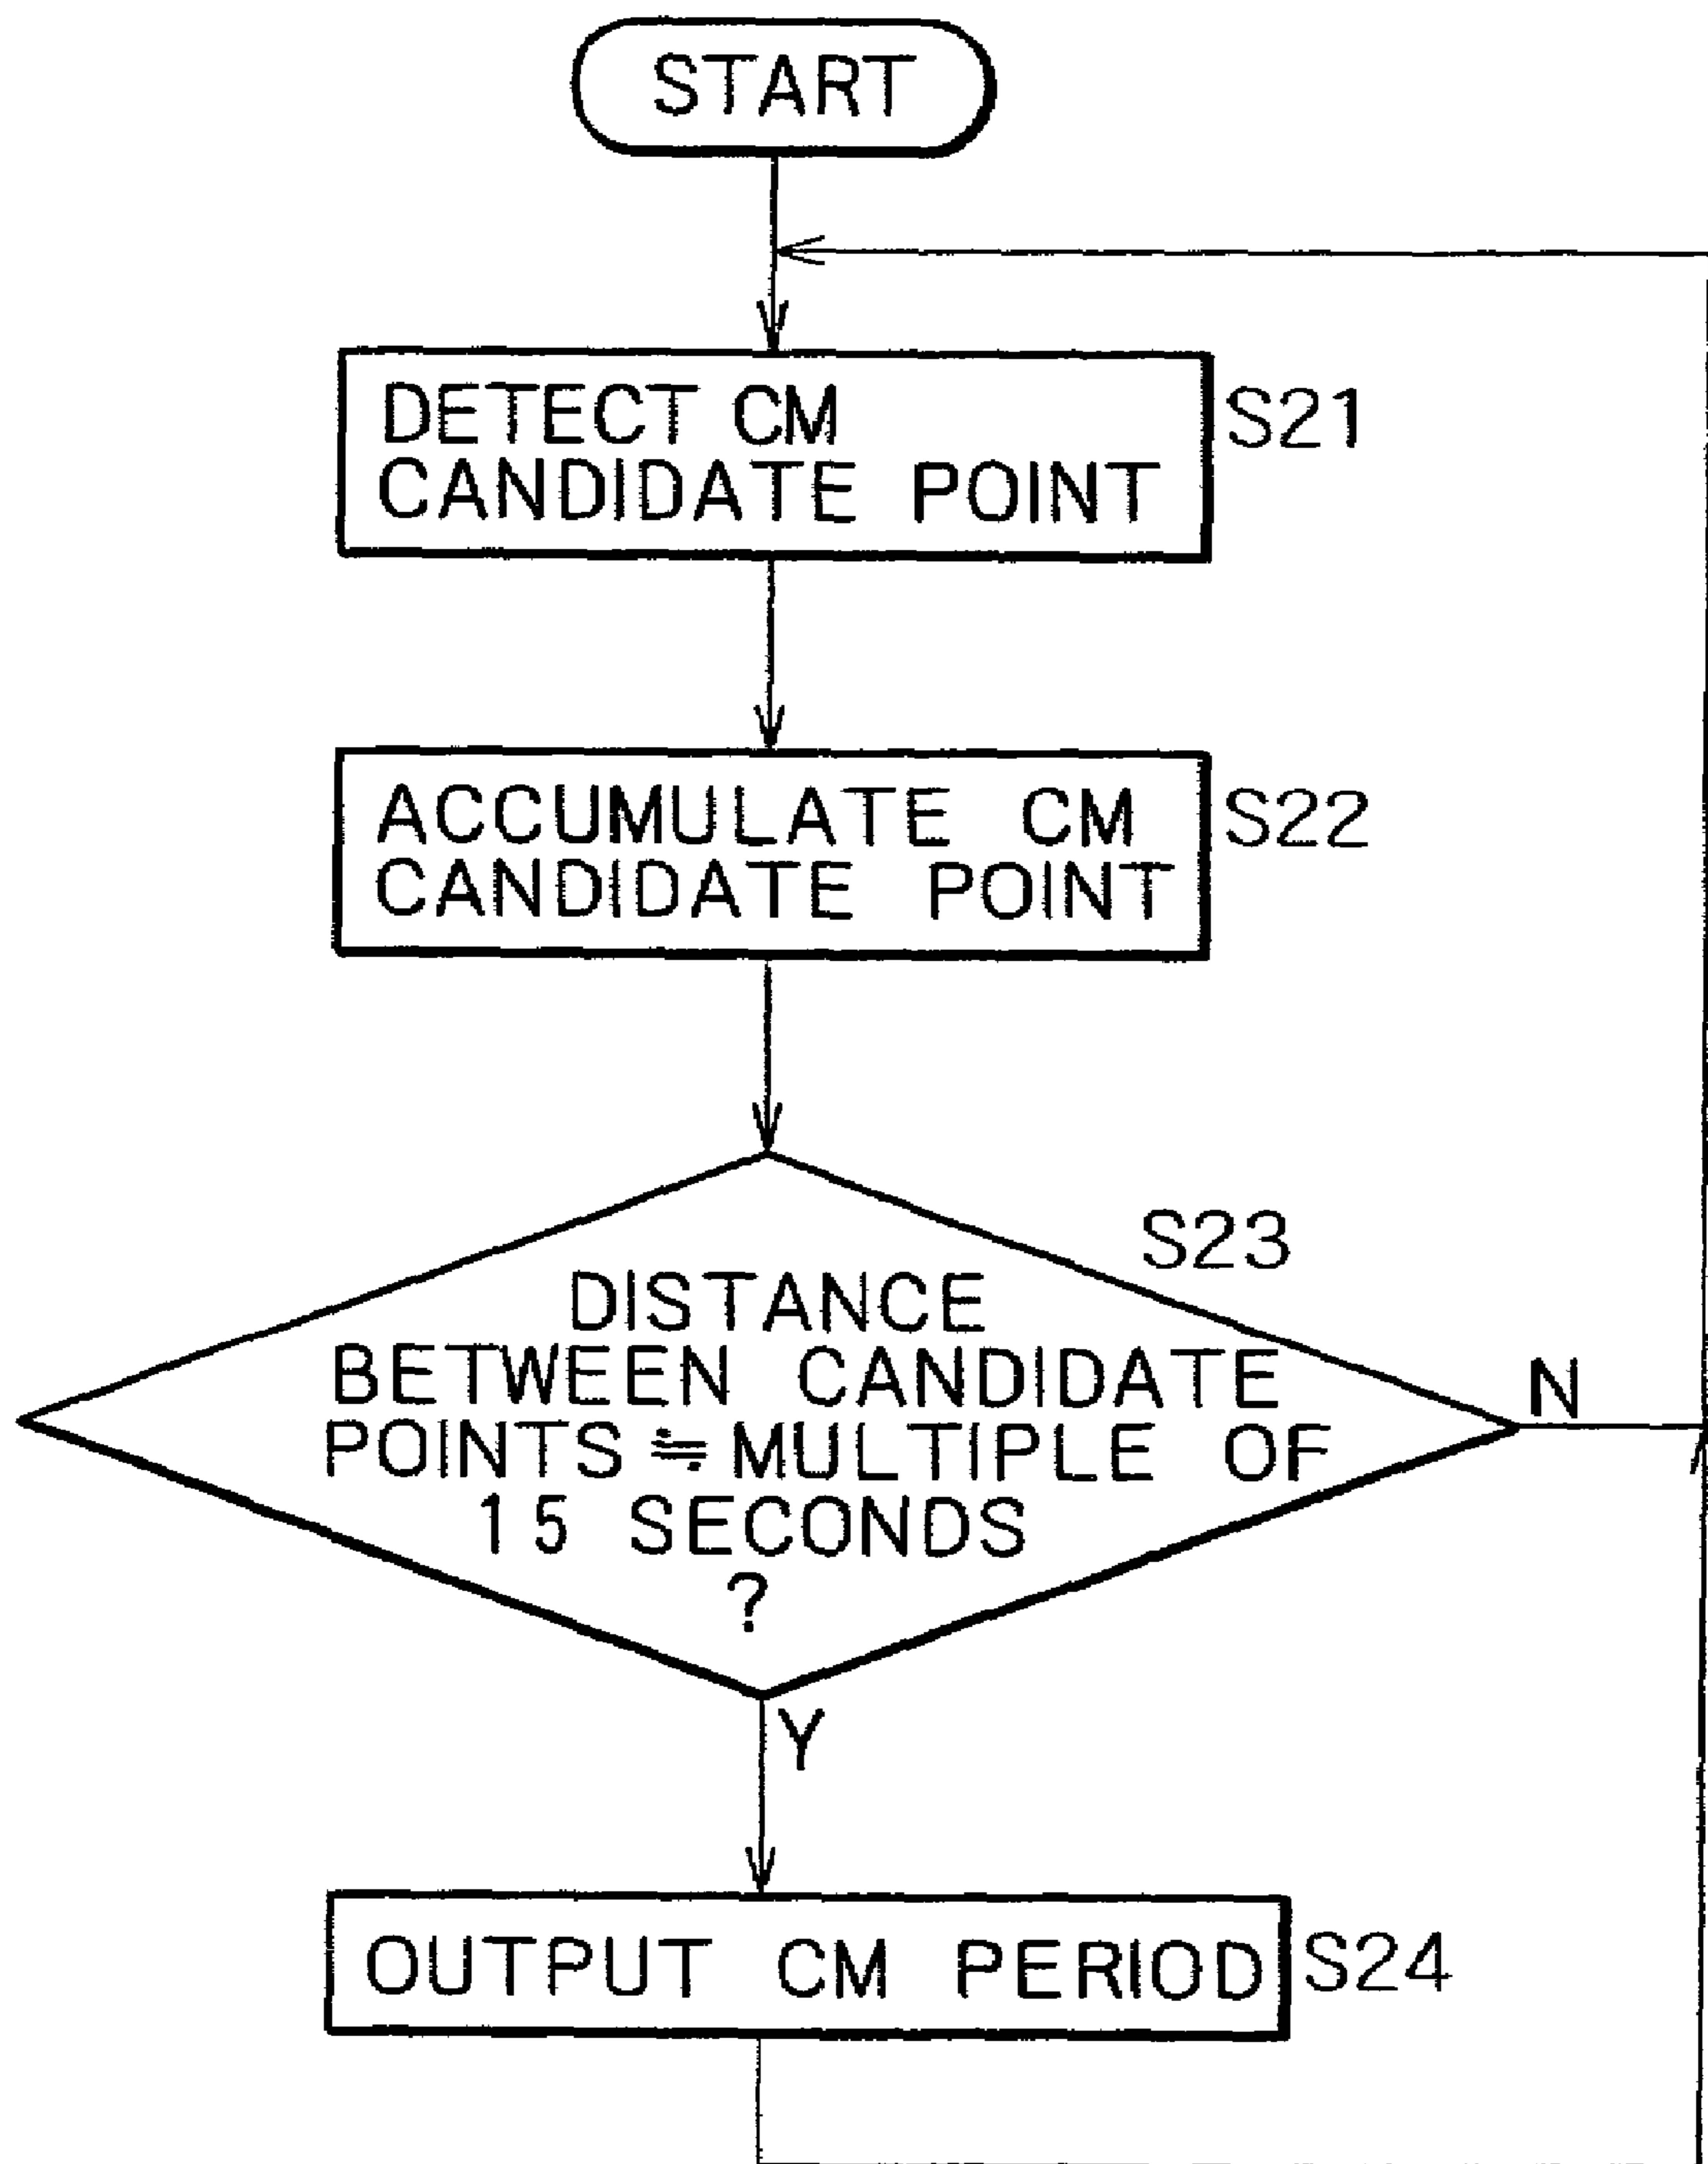 START
DETECT CM
CANDIDATE POINT
S21
ACCUMULATE CM
CANDIDATE POINT
S22
S23
DISTANCE
BETWEEN CANDIDATE
POINTS ≒ MULTIPLE OF
15 SECONDS
?
N
Y
OUTPUT CM PERIOD
S24